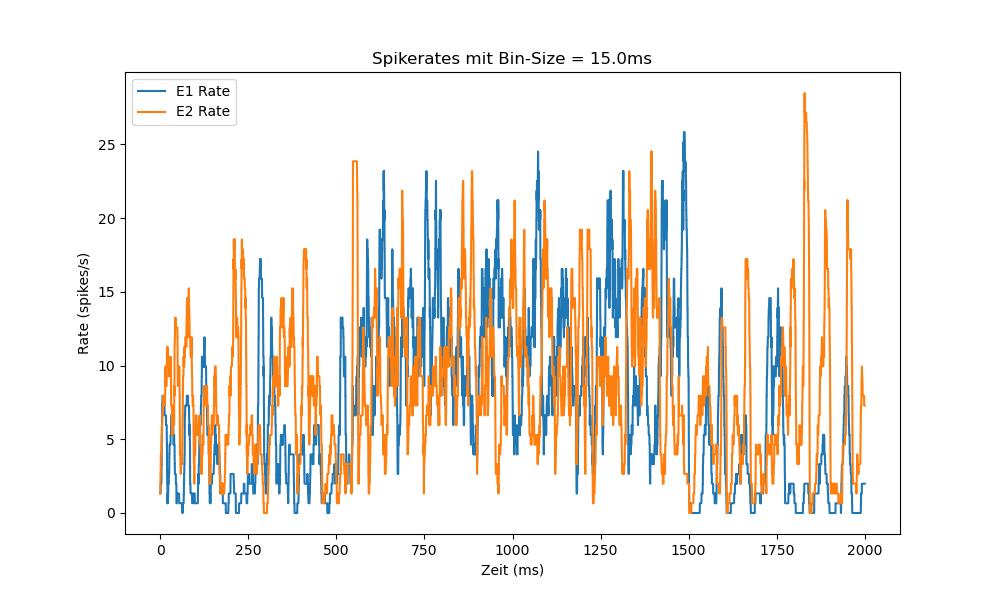 Spikerates mit Bin-Size = 15.0ms
E1 Rate
E2 Rate
Rate (spikes/s)
25
20
15
10
5
0
0 250 500 750 1000 1250 1500 1750 2000
Zeit (ms)